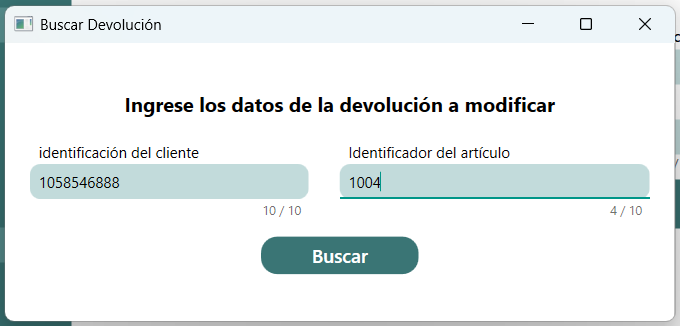 Buscar Devolución
Ingrese los datos de la devolución a modificar
identificación del cliente
Identificador del artículo
1058546888
1004
10 / 10
4 / 10
Buscar